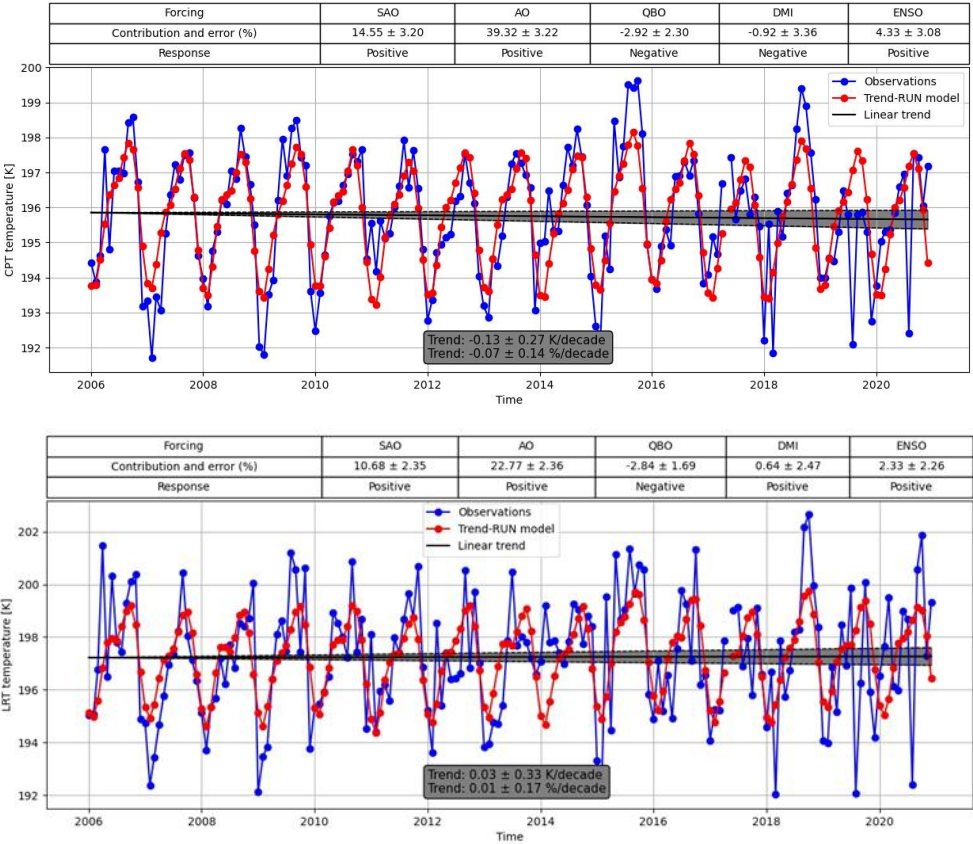 Forcing SAO AO QBO DMI ENSO
Contribution and error (%) 14.55 ± 3.20 39.32 ± 3.22 -2.92 ± 2.30 -0.92 ± 3.36 4.33 ± 3.08
Response Positive Positive Negative Negative Positive
200
199
198
197
196
195
194
193
192
CPT temperature [K]
Observations
Trend-RUN model
Linear trend
Trend: -0.13 ± 0.27 K/decade
Trend: -0.07 ± 0.14 %/decade
2006 2008 2010 2012 2014 2016 2018 2020
Time
Forcing SAO AO QBO DMI ENSO
Contribution and error (%) 10.68 ± 2.35 22.77 ± 2.36 -2.84 ± 1.69 0.64 ± 2.47 2.33 ± 2.26
Response Positive Positive Negative Positive Positive
202
200
198
196
194
192
LRT temperature [K]
Observations
Trend-RUN model
Linear trend
Trend: 0.03 ± 0.33 K/decade
Trend: 0.01 ± 0.17 %/decade
2006 2008 2010 2012 2014 2016 2018 2020
Time